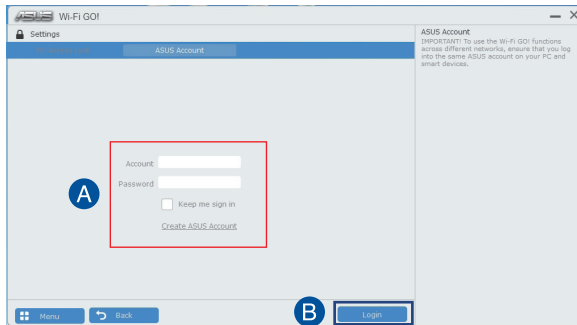 ASUS Wi-Fi GO!
Settings
ASUS Account
Account
Password
Keep me sign in
Create ASUS Account
A
Menu
Back
B
Login
ASUS Account
IMPORTANT! To use the Wi-Fi GO! functions
across different networks, ensure that you log
into the same ASUS account on your PC and
smart devices.